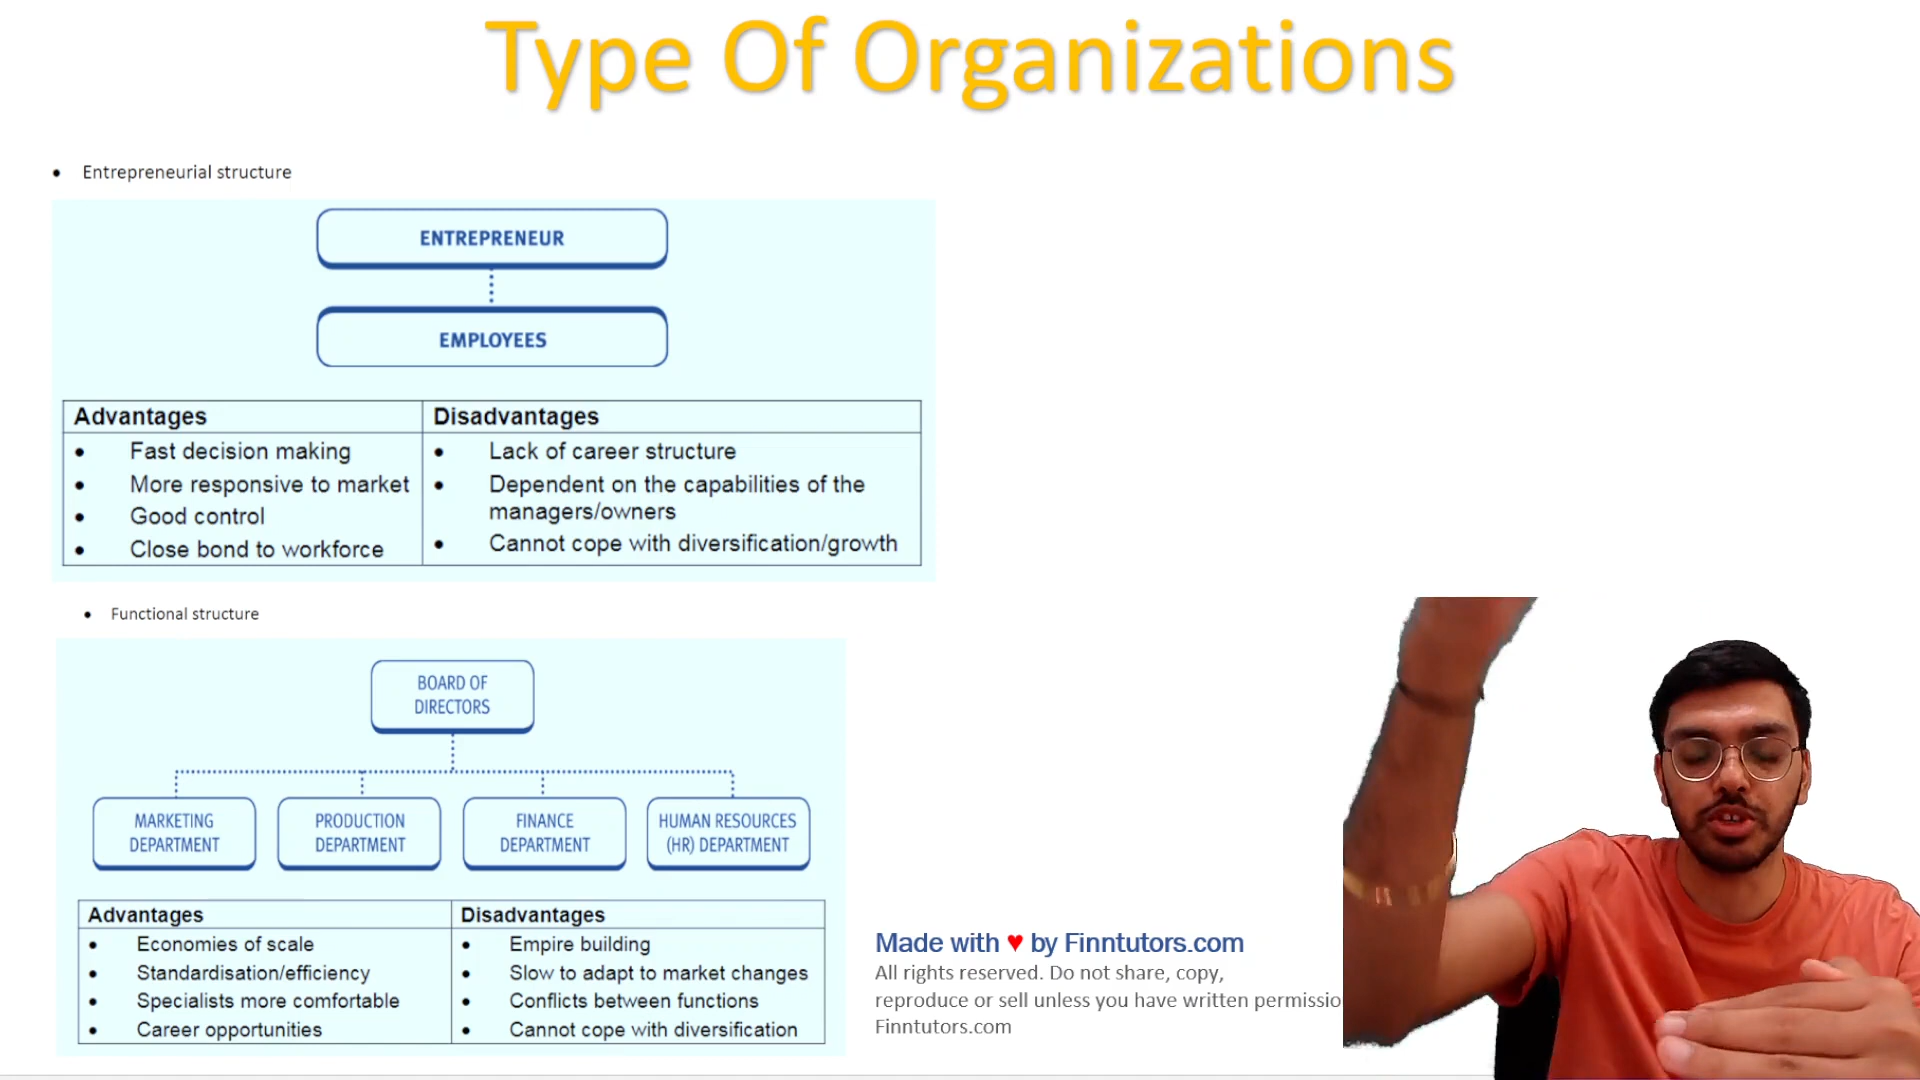 Type Of Organizations
• Entrepreneurial structure
ENTREPRENEUR
EMPLOYEES
Advantages
• Fast decision making
• More responsive to market
• Good control
• Close bond to workforce
Disadvantages
• Lack of career structure
• Dependent on the capabilities of the
managers/owners
• Cannot cope with diversification/growth
• Functional structure
BOARD OF
DIRECTORS
MARKETING
DEPARTMENT
PRODUCTION
DEPARTMENT
FINANCE
DEPARTMENT
HUMAN RESOURCES
(HR) DEPARTMENT
Advantages
• Economies of scale
• Standardisation/efficiency
• Specialists more comfortable
• Career opportunities
Disadvantages
• Empire building
• Slow to adapt to market changes
• Conflicts between functions
• Cannot cope with diversification
Made with ♥ by Finntutors.com
All rights reserved. Do not share, copy,
reproduce or sell unless you have written permissio
Finntutors.com